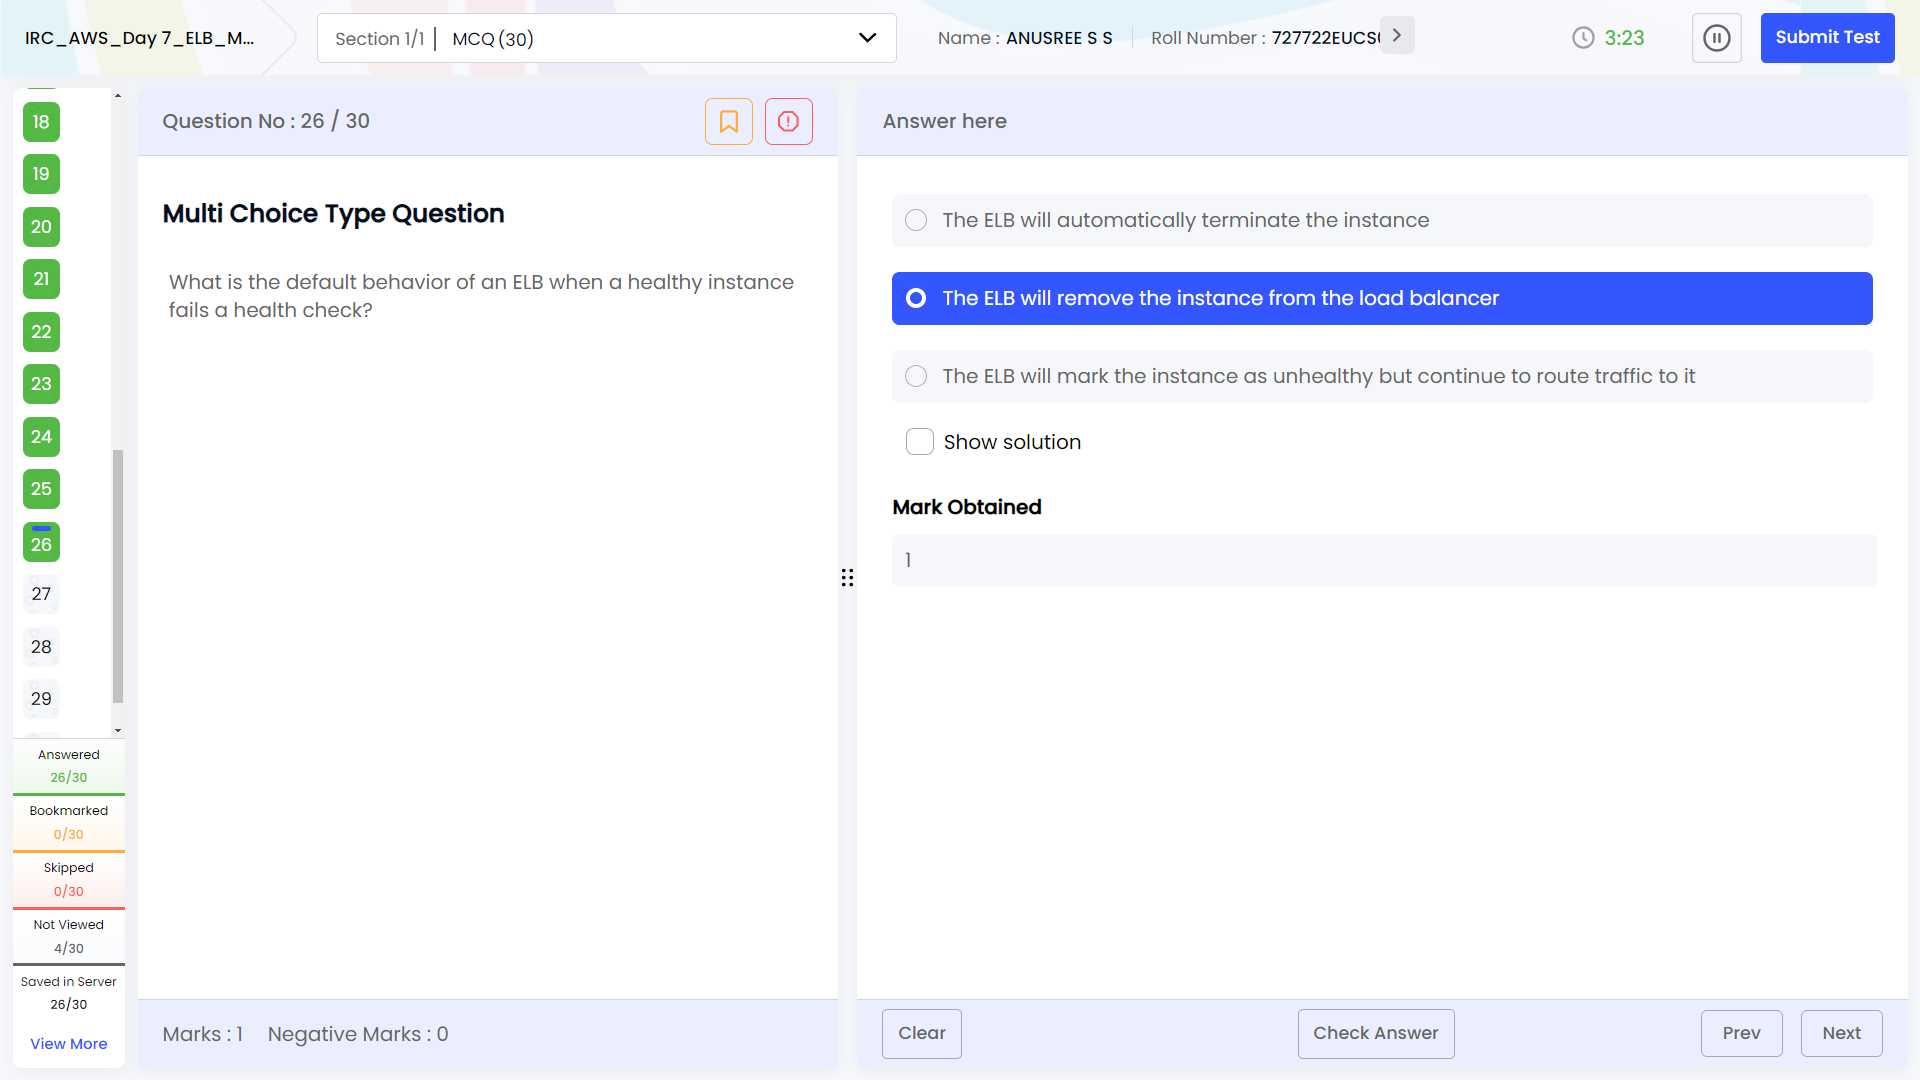 IRC_AWS_Day 7_ELB_M...
Section 1/1 | MCQ (30)
Name : ANUSREE S S
Roll Number : 727722EUCS
3:23
Submit Test
18
19
20
21
22
23
24
25
26
27
28
29
Answered
26/30
Bookmarked
0/30
Skipped
0/30
Not Viewed
4/30
Saved in Server
26/30
View More
Question No : 26 / 30
Multi Choice Type Question
What is the default behavior of an ELB when a healthy instance
fails a health check?
Marks : 1 Negative Marks : 0
Answer here
The ELB will automatically terminate the instance
The ELB will remove the instance from the load balancer
The ELB will mark the instance as unhealthy but continue to route traffic to it
Show solution
Mark Obtained
1
Clear
Check Answer
Prev
Next